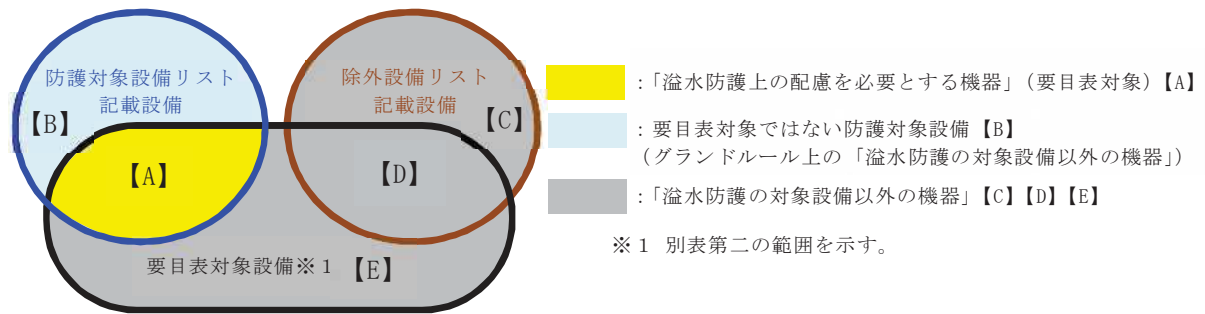 防護対象設備リスト
記載設備
【B】
【A】
除外設備リスト
記載設備
【C】
【D】
要目表対象設備※1 【E】
：「溢水防護上の配慮を必要とする機器」（要目表対象）【A】
：要目表対象ではない防護対象設備【B】
（グランドルール上の「溢水防護の対象設備以外の機器」）
：「溢水防護の対象設備以外の機器」【C】【D】【E】
※1 別表第二の範囲を示す。